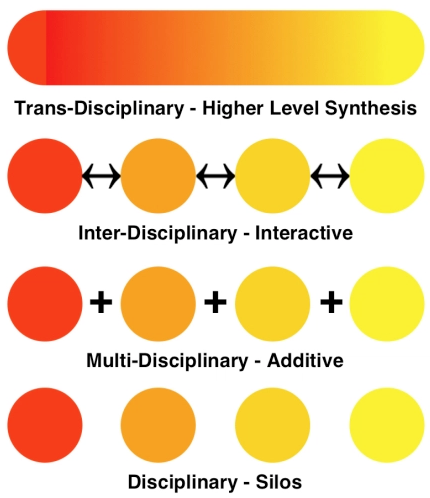 Trans-Disciplinary - Higher Level Synthesis
Inter-Disciplinary - Interactive
+ + +
Multi-Disciplinary - Additive
Disciplinary - Silos